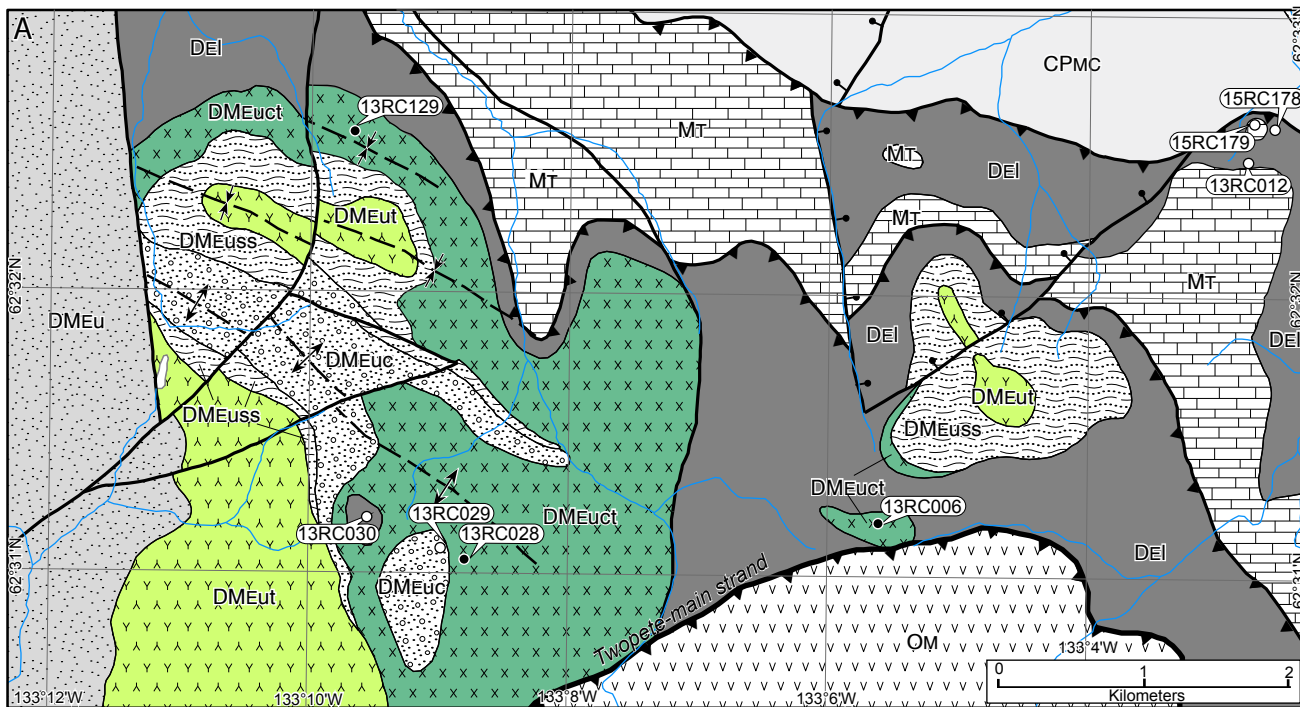 A
DEl
CPMC
62°33'N
DMEuct
13RC129
15RC178
15RC179
MT
MT
MT
DEl
13RC012
DMEut
MT
DMEuss
62°32'N
DMEu
MT
62°32'N
DEl
DEl
DMEuc
DMEut
DMEuss
DMEuss
DMEuct
13RC029
13RC006
13RC030
13RC028
DMEuct
62°31'N
DEl
62°31'N
DMEut
DMEuc
Twopete-main strand
OM
133°4'W
0 1 2
Kilometers
133°12'W
133°10'W
133°8'W
133°6'W